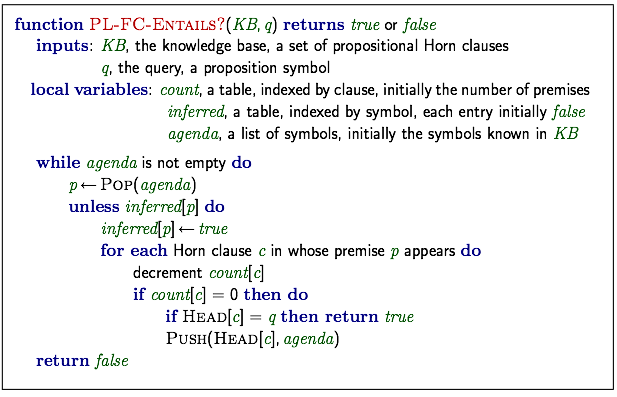 function PL-FC-Entails?(KB, q) returns true or false
inputs: KB, the knowledge base, a set of propositional Horn clauses
q, the query, a proposition symbol
local variables: count, a table, indexed by clause, initially the number of premises
inferred, a table, indexed by symbol, each entry initially false
agenda, a list of symbols, initially the symbols known in KB
while agenda is not empty do
p ← Pop(agenda)
unless inferred[p] do
inferred[p] ← true
for each Horn clause c in whose premise p appears do
decrement count[c]
if count[c] = 0 then do
if Head[c] = q then return true
Push(Head[c], agenda)
return false